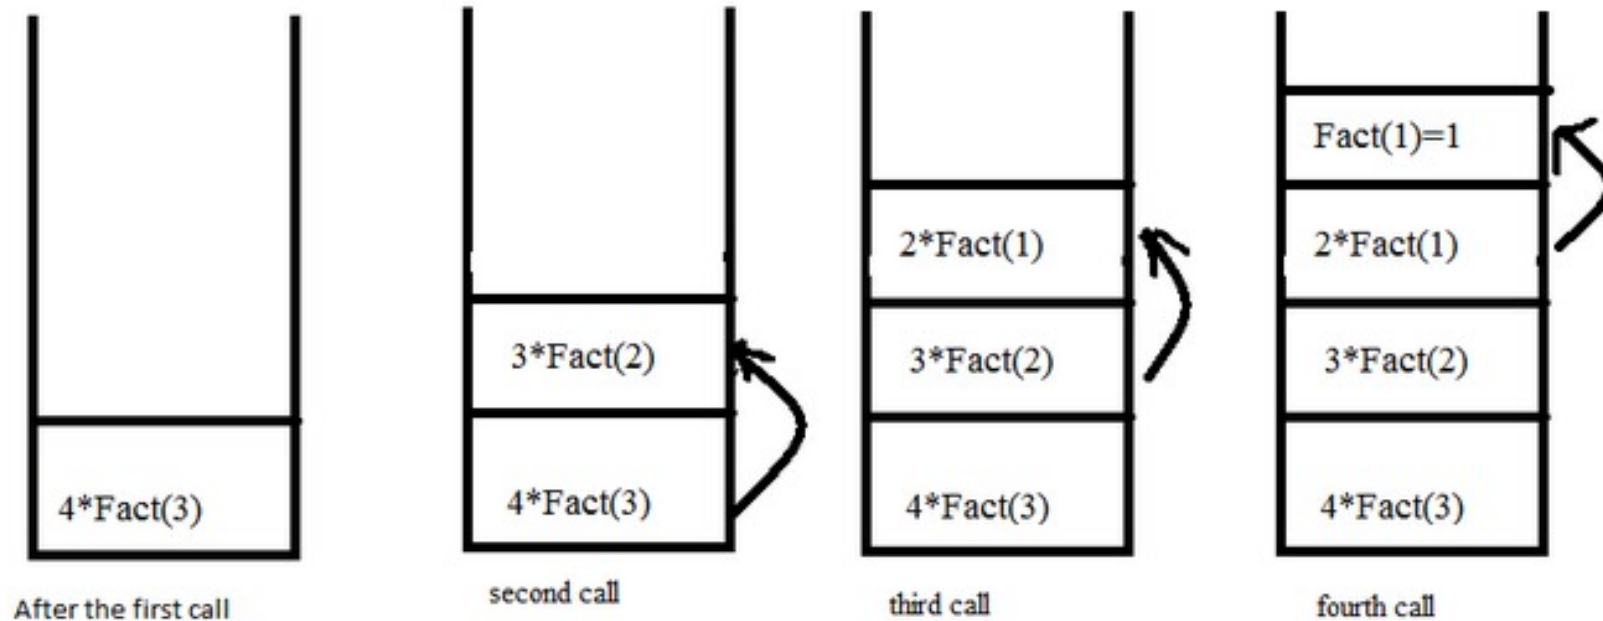 4*Fact(3)
After the first call
3*Fact(2)
4*Fact(3)
second call
2*Fact(1)
3*Fact(2)
4*Fact(3)
third call
Fact(1)=1
2*Fact(1)
3*Fact(2)
4*Fact(3)
fourth call